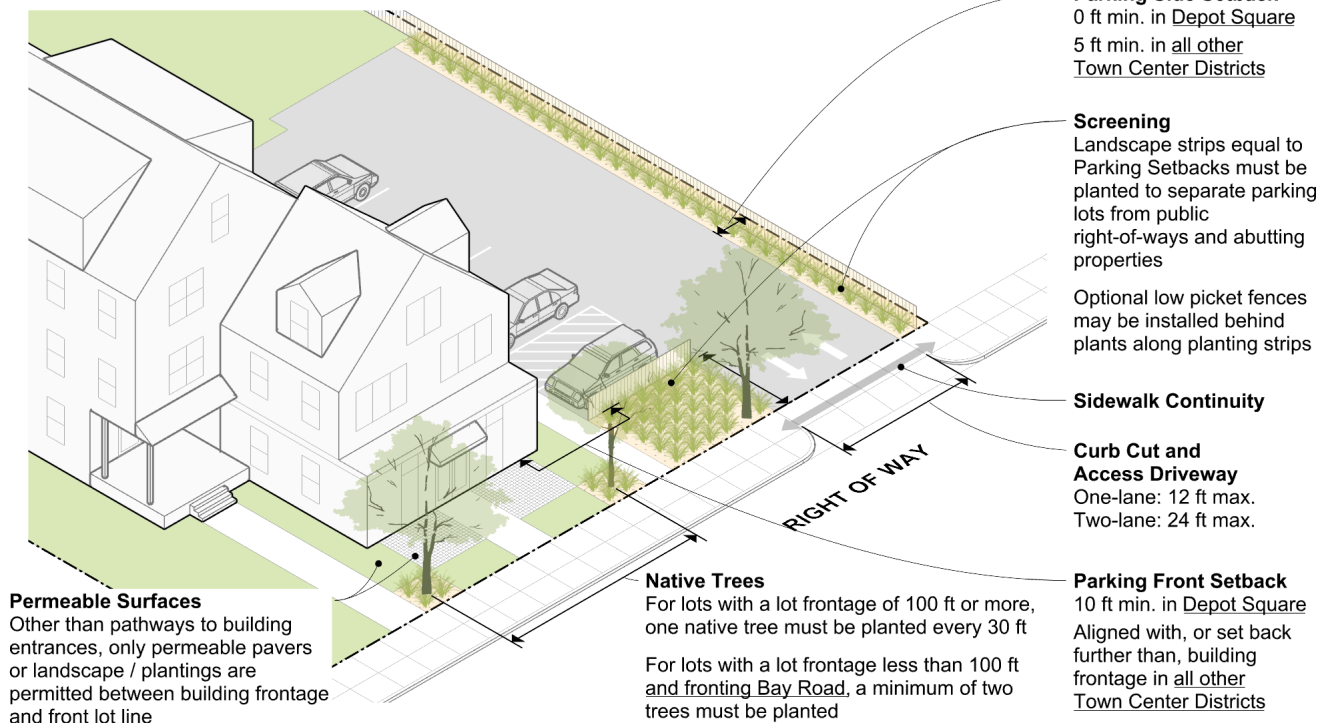 Parking Side Setback
0 ft min. in Depot Square
5 ft min. in all other
Town Center Districts
Screening
Landscape strips equal to
Parking Setbacks must be
planted to separate parking
lots from public
right-of-ways and abutting
properties
Optional low picket fences
may be installed behind
plants along planting strips
Sidewalk Continuity
Curb Cut and
Access Driveway
One-lane: 12 ft max.
Two-lane: 24 ft max.
RIGHT OF WAY
Parking Front Setback
10 ft min. in Depot Square
Aligned with, or set back
further than, building
frontage in all other
Town Center Districts
Native Trees
For lots with a lot frontage of 100 ft or more,
one native tree must be planted every 30 ft
For lots with a lot frontage less than 100 ft
and fronting Bay Road, a minimum of two
trees must be planted
Permeable Surfaces
Other than pathways to building
entrances, only permeable pavers
or landscape / plantings are
permitted between building frontage
and front lot line